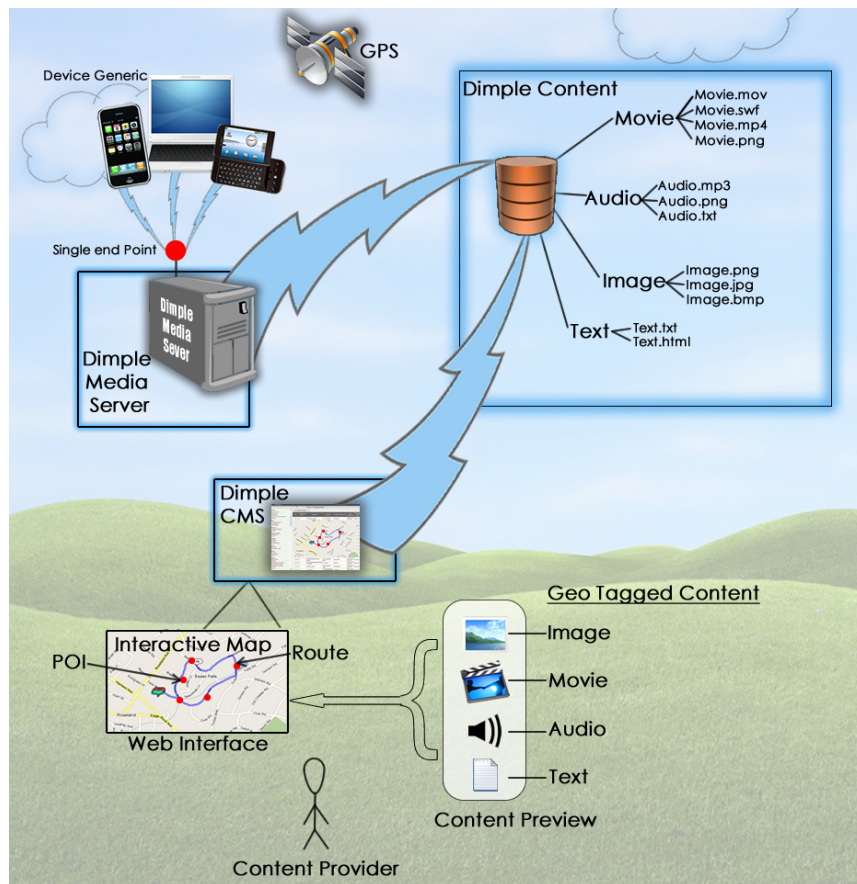 GPS
Device Generic
Dimple Content
Movie
Movie.mov
Movie.swf
Movie.mp4
Movie.png
Audio
Audio.mp3
Audio.png
Audio.txt
Single end Point
Image
Image.png
Image.jpg
Image.bmp
Dimple
Media
Sever
Text
Text.txt
Text.html
Dimple
Media
Server
Dimple
CMS
Geo Tagged Content
Interactive Map
POI
Route
Image
Movie
Audio
Text
Web Interface
Content Preview
Content Provider